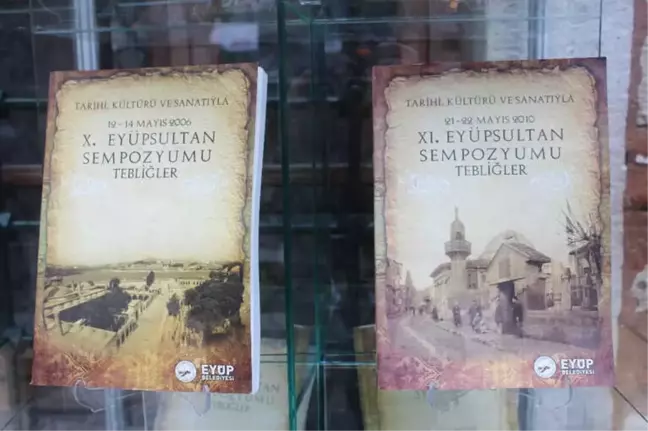 TARİHİ, KÜLTÜRÜ VE SANATIYLA
12-14 MAYIS 2006
X. EYÜPSULTAN
SEMPOZYUMU
TEBLİĞLER
EYÜP
BELEDİYESİ
TARİHİ, KÜLTÜRÜ VE SANATIYLA
21-22 MAYIS 2010
XI. EYÜPSULTAN
SEMPOZYUMU
TEBLİĞLER
EYÜP
BELEDİYESİ